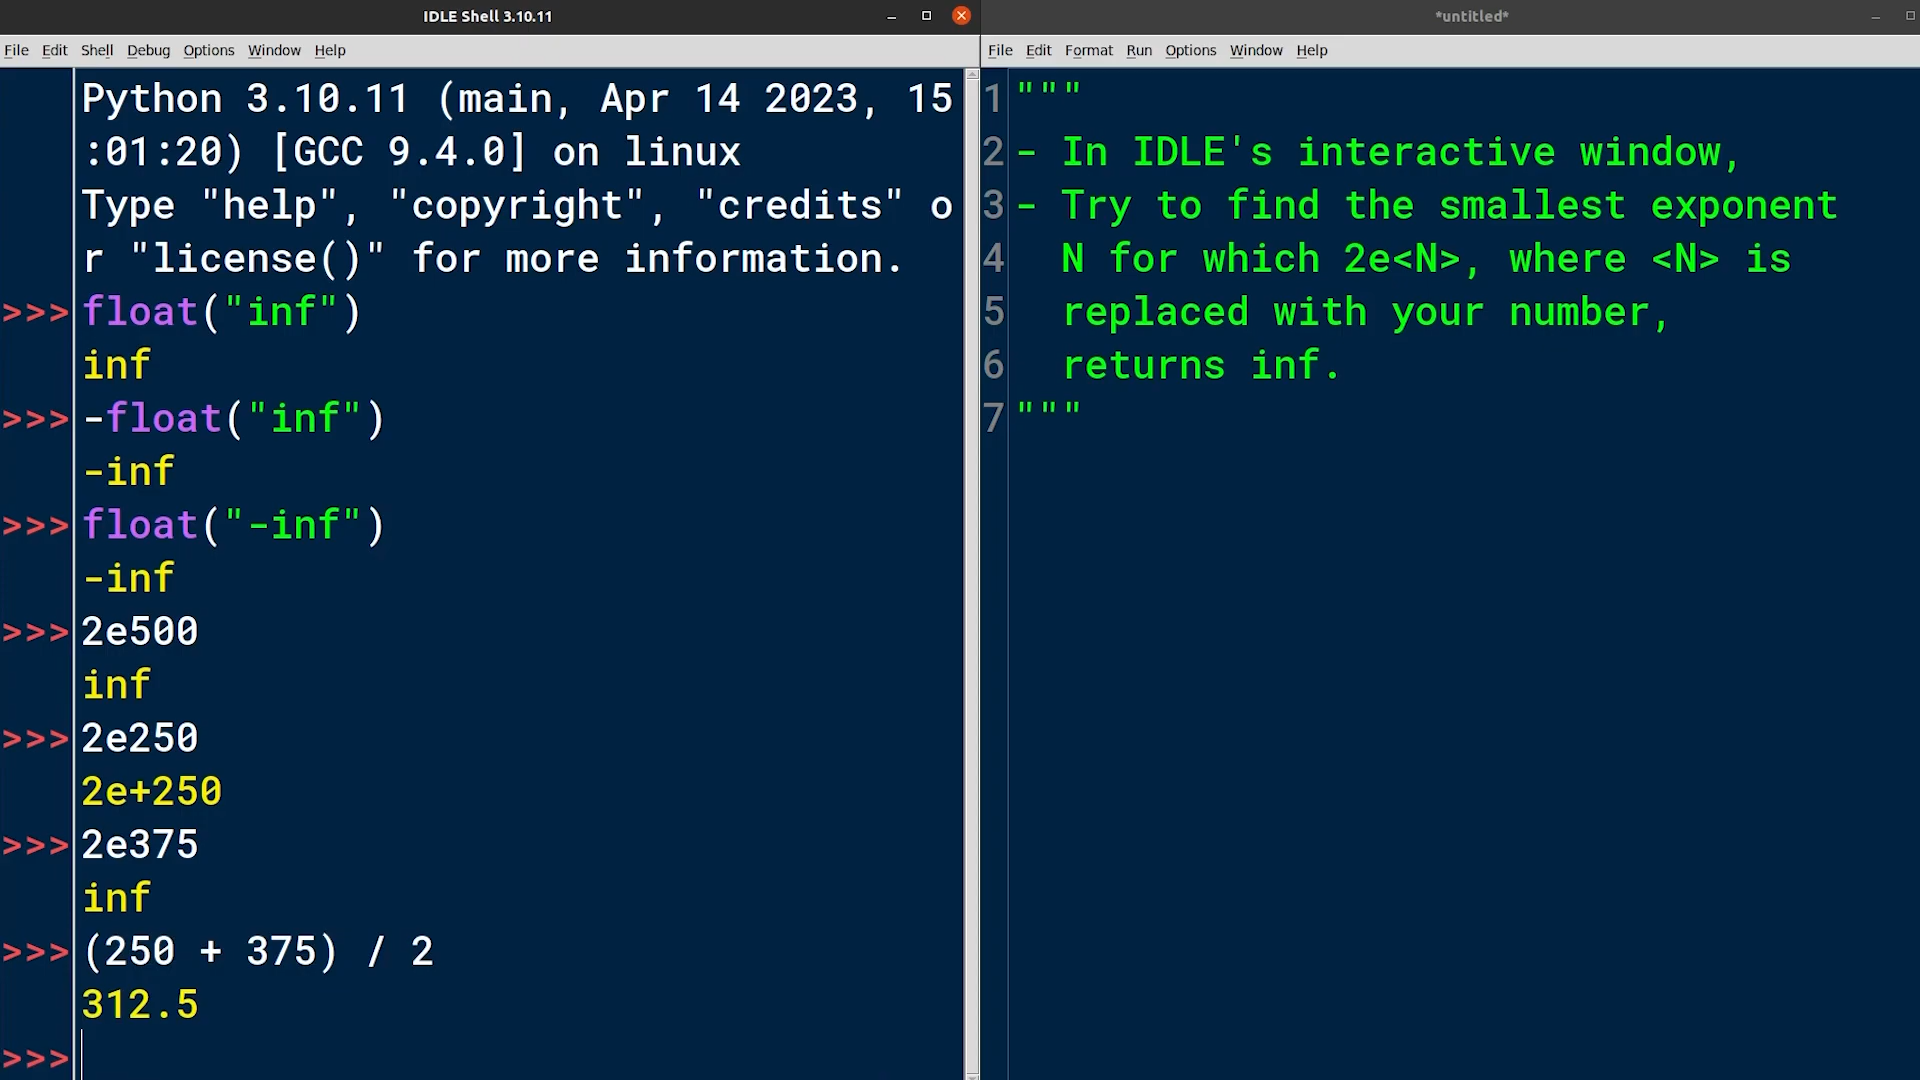 IDLE Shell 3.10.11
File Edit Shell Debug Options Window Help
Python 3.10.11 (main, Apr 14 2023, 15
:01:20) [GCC 9.4.0] on linux
Type "help", "copyright", "credits" o
r "license()" for more information.
>>> float("inf")
inf
>>> -float("inf")
-inf
>>> float("-inf")
-inf
>>> 2e500
inf
>>> 2e250
2e+250
>>> 2e375
inf
>>> (250 + 375) / 2
312.5
>>>
*untitled*
File Edit Format Run Options Window Help
1 """
2 - In IDLE's interactive window,
3 - Try to find the smallest exponent
4 N for which 2e<N>, where <N> is
5 replaced with your number,
6 returns inf.
7 """